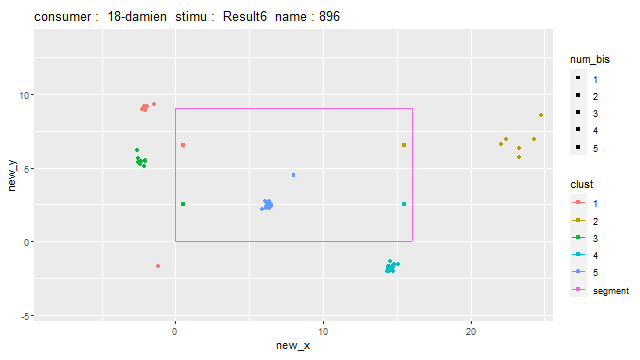 consumer : 18-damien stimu : Result6 name : 896
num_bis
1
2
3
4
5
clust
1
2
3
4
5
segment
new_y
10
5
0
-5
0
10
20
new_x